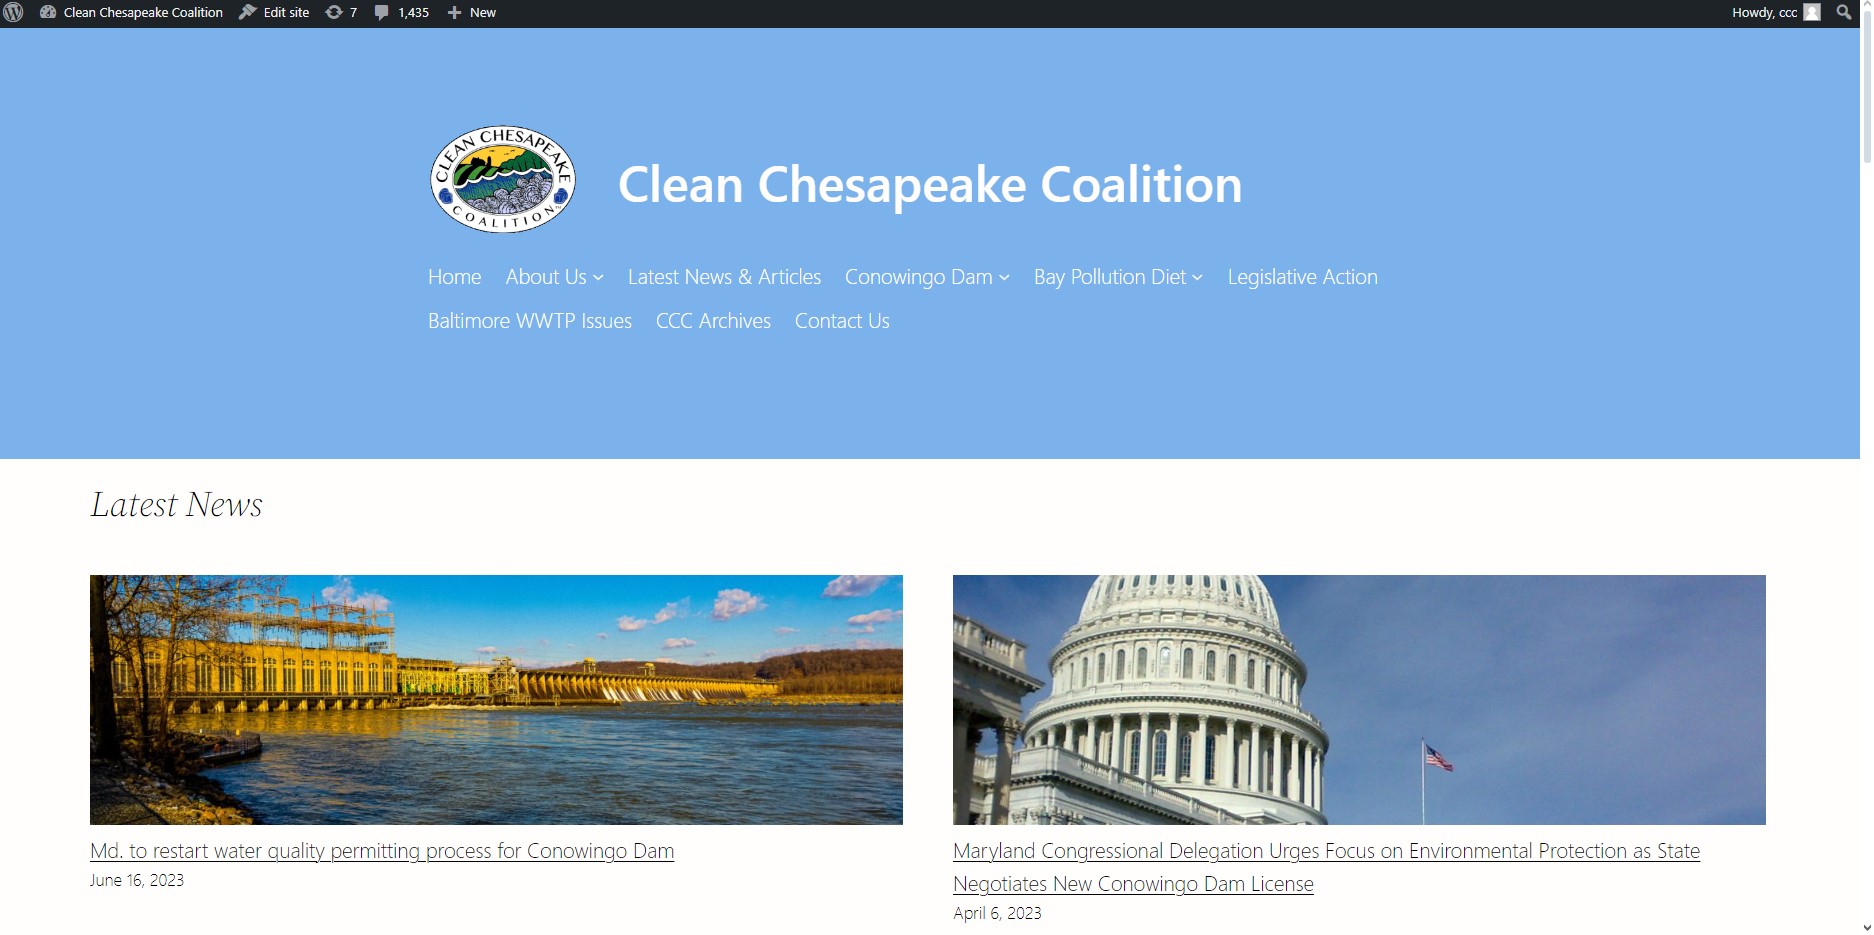 Clean Chesapeake Coalition Edit site 7 1,435 New Howdy, ccc
CLEAN CHESAPEAKE
COALITION™
Clean Chesapeake Coalition
Home About Us Latest News & Articles Conowingo Dam Bay Pollution Diet Legislative Action
Baltimore WWTP Issues CCC Archives Contact Us
Latest News
Md. to restart water quality permitting process for Conowingo Dam
June 16, 2023
Maryland Congressional Delegation Urges Focus on Environmental Protection as State
Negotiates New Conowingo Dam License
April 6, 2023